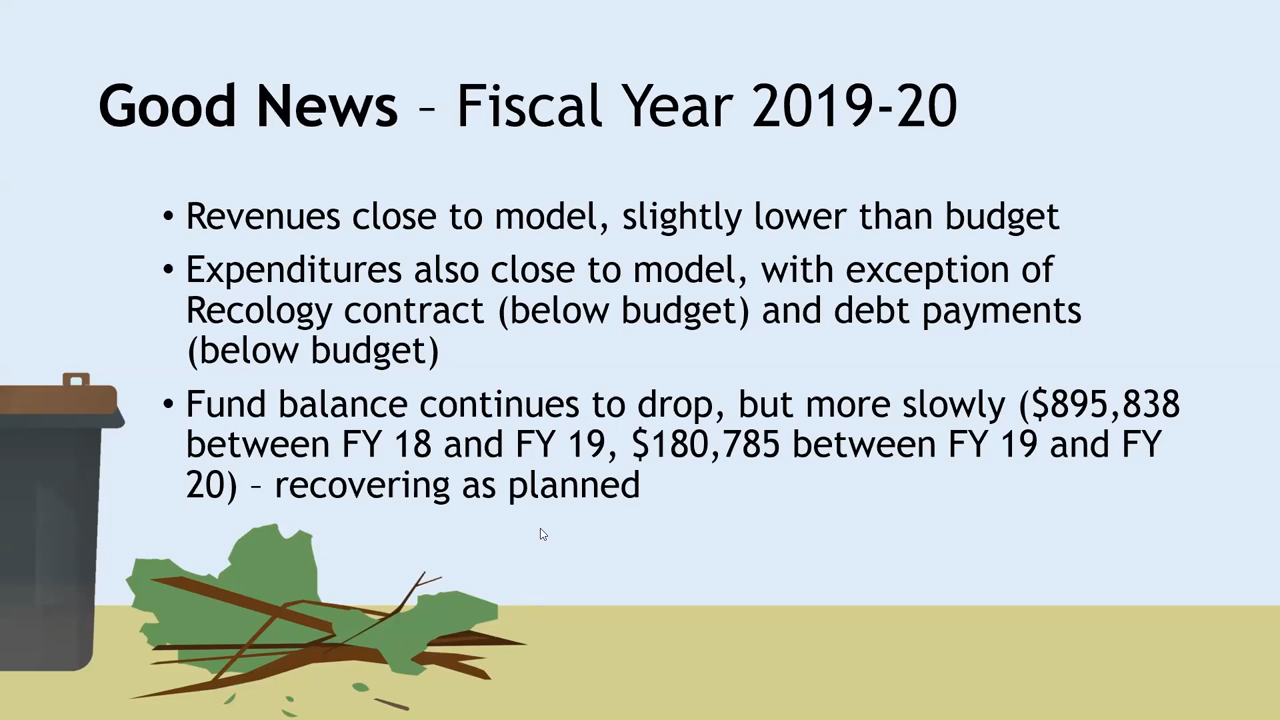 Good News – Fiscal Year 2019-20
• Revenues close to model, slightly lower than budget
• Expenditures also close to model, with exception of
Recology contract (below budget) and debt payments
(below budget)
• Fund balance continues to drop, but more slowly ($895,838
between FY 18 and FY 19, $180,785 between FY 19 and FY
20) – recovering as planned